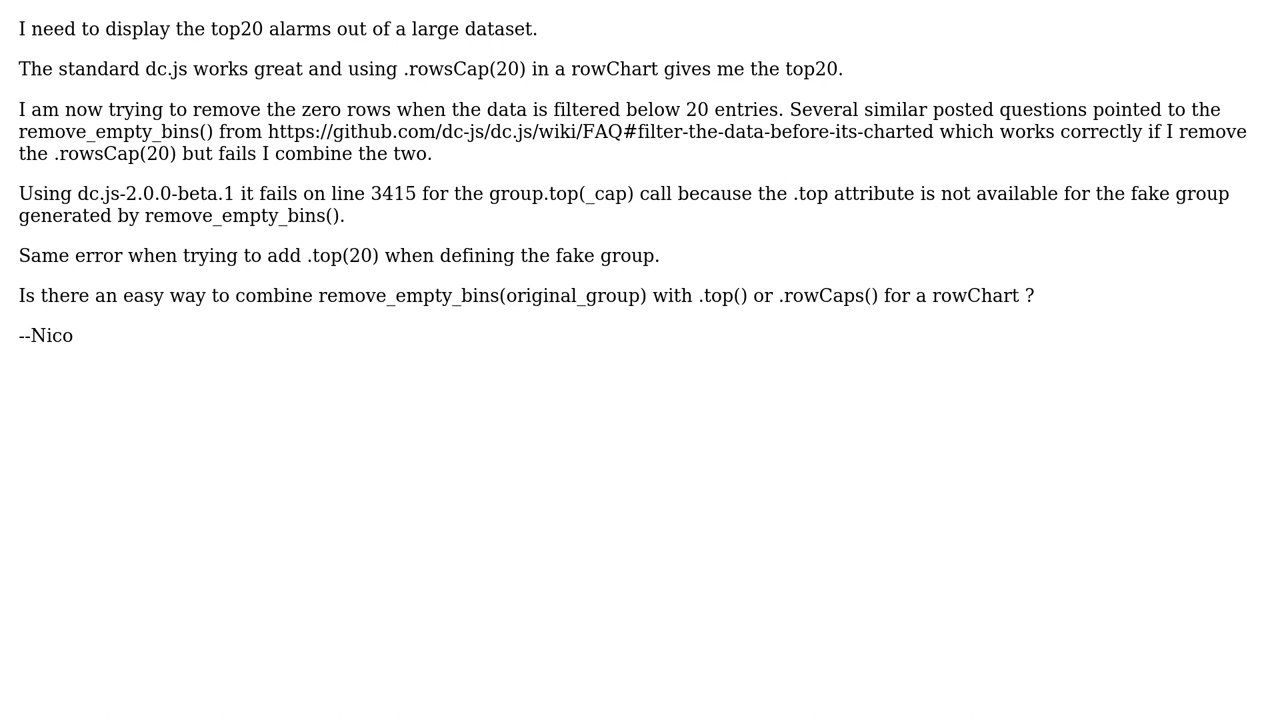 I need to display the top20 alarms out of a large dataset.
The standard dc.js works great and using .rowsCap(20) in a rowChart gives me the top20.
I am now trying to remove the zero rows when the data is filtered below 20 entries. Several similar posted questions pointed to the
remove_empty_bins() from https://github.com/dc-js/dc.js/wiki/FAQ#filter-the-data-before-its-charted which works correctly if I remove
the .rowsCap(20) but fails I combine the two.
Using dc.js-2.0.0-beta.1 it fails on line 3415 for the group.top(_cap) call because the .top attribute is not available for the fake group
generated by remove_empty_bins().
Same error when trying to add .top(20) when defining the fake group.
Is there an easy way to combine remove_empty_bins(original_group) with .top() or .rowCaps() for a rowChart ?
--Nico